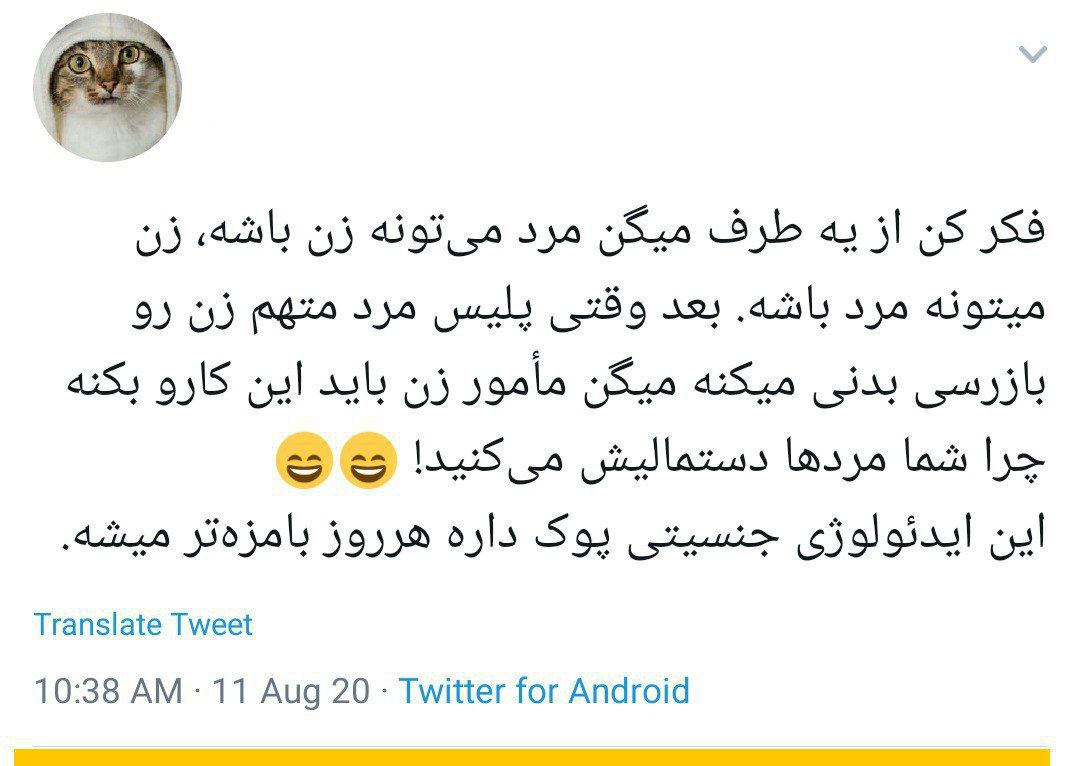 فکر کن از یه طرف میگن مرد می‌تونه زن باشه، زن
میتونه مرد باشه. بعد وقتی پلیس مرد متهم زن رو
بازرسی بدنی میکنه میگن مأمور زن باید این کارو بکنه
چرا شما مردها دستمالیش می‌کنید! 😄😄
این ایدئولوژی جنسیتی پوک داره هرروز بامزه‌تر میشه.
Translate Tweet
10:38 AM · 11 Aug 20 · Twitter for Android